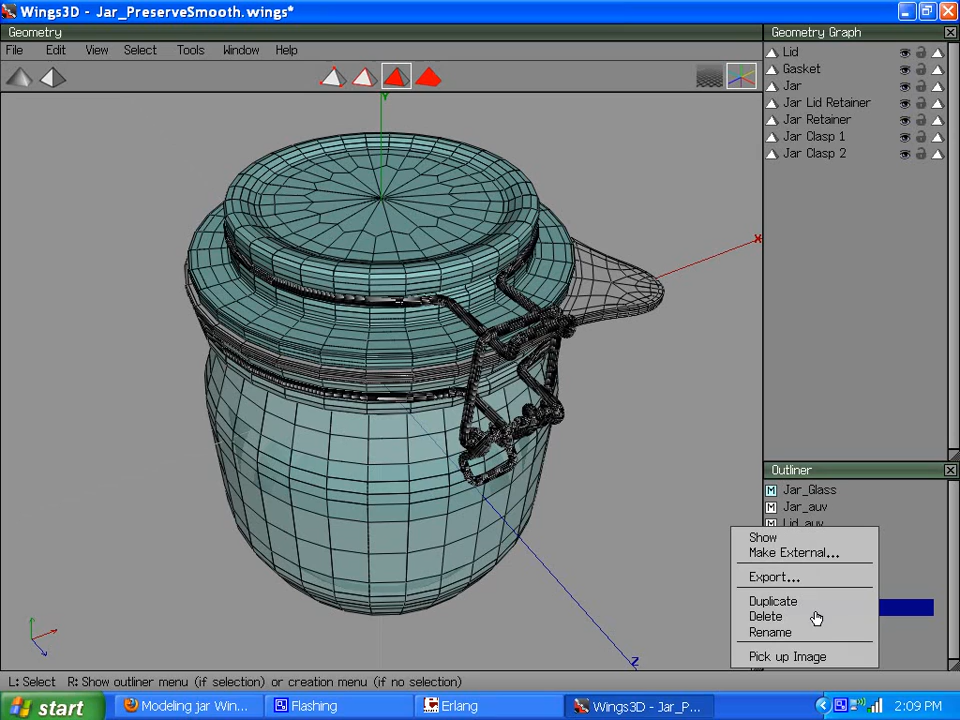 Wings3D - Jar_PreserveSmooth.wings*
Geometry
Geometry Graph
File Edit View Select Tools Window Help
Lid
Gasket
Jar
Jar Lid Retainer
Jar Retainer
Jar Clasp 1
Jar Clasp 2
Y
X
Z
Outliner
M Jar_Glass
M Jar_auv
M Lid_auv
Show
Make External...
Export...
Duplicate
Delete
Rename
Pick up Image
L: Select R: Show outliner menu (if selection) or creation menu (if no selection)
start Modeling jar Win... Flashing Erlang Wings3D - Jar_P... 2:09 PM